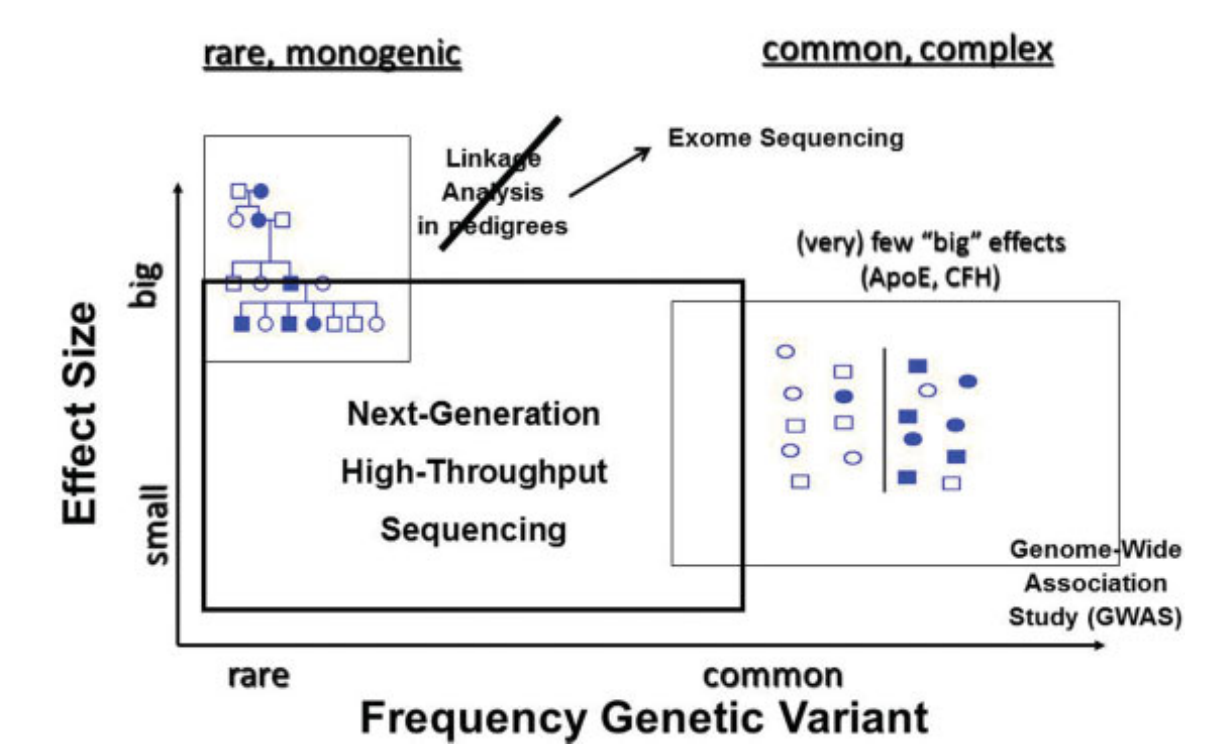 rare, monogenic
common, complex
Linkage
Analysis
in pedigrees
Exome Sequencing
(very) few “big” effects
(ApoE, CFH)
big
small
Effect Size
Next-Generation
High-Throughput
Sequencing
Genome-Wide
Association
Study (GWAS)
rare
common
Frequency Genetic Variant